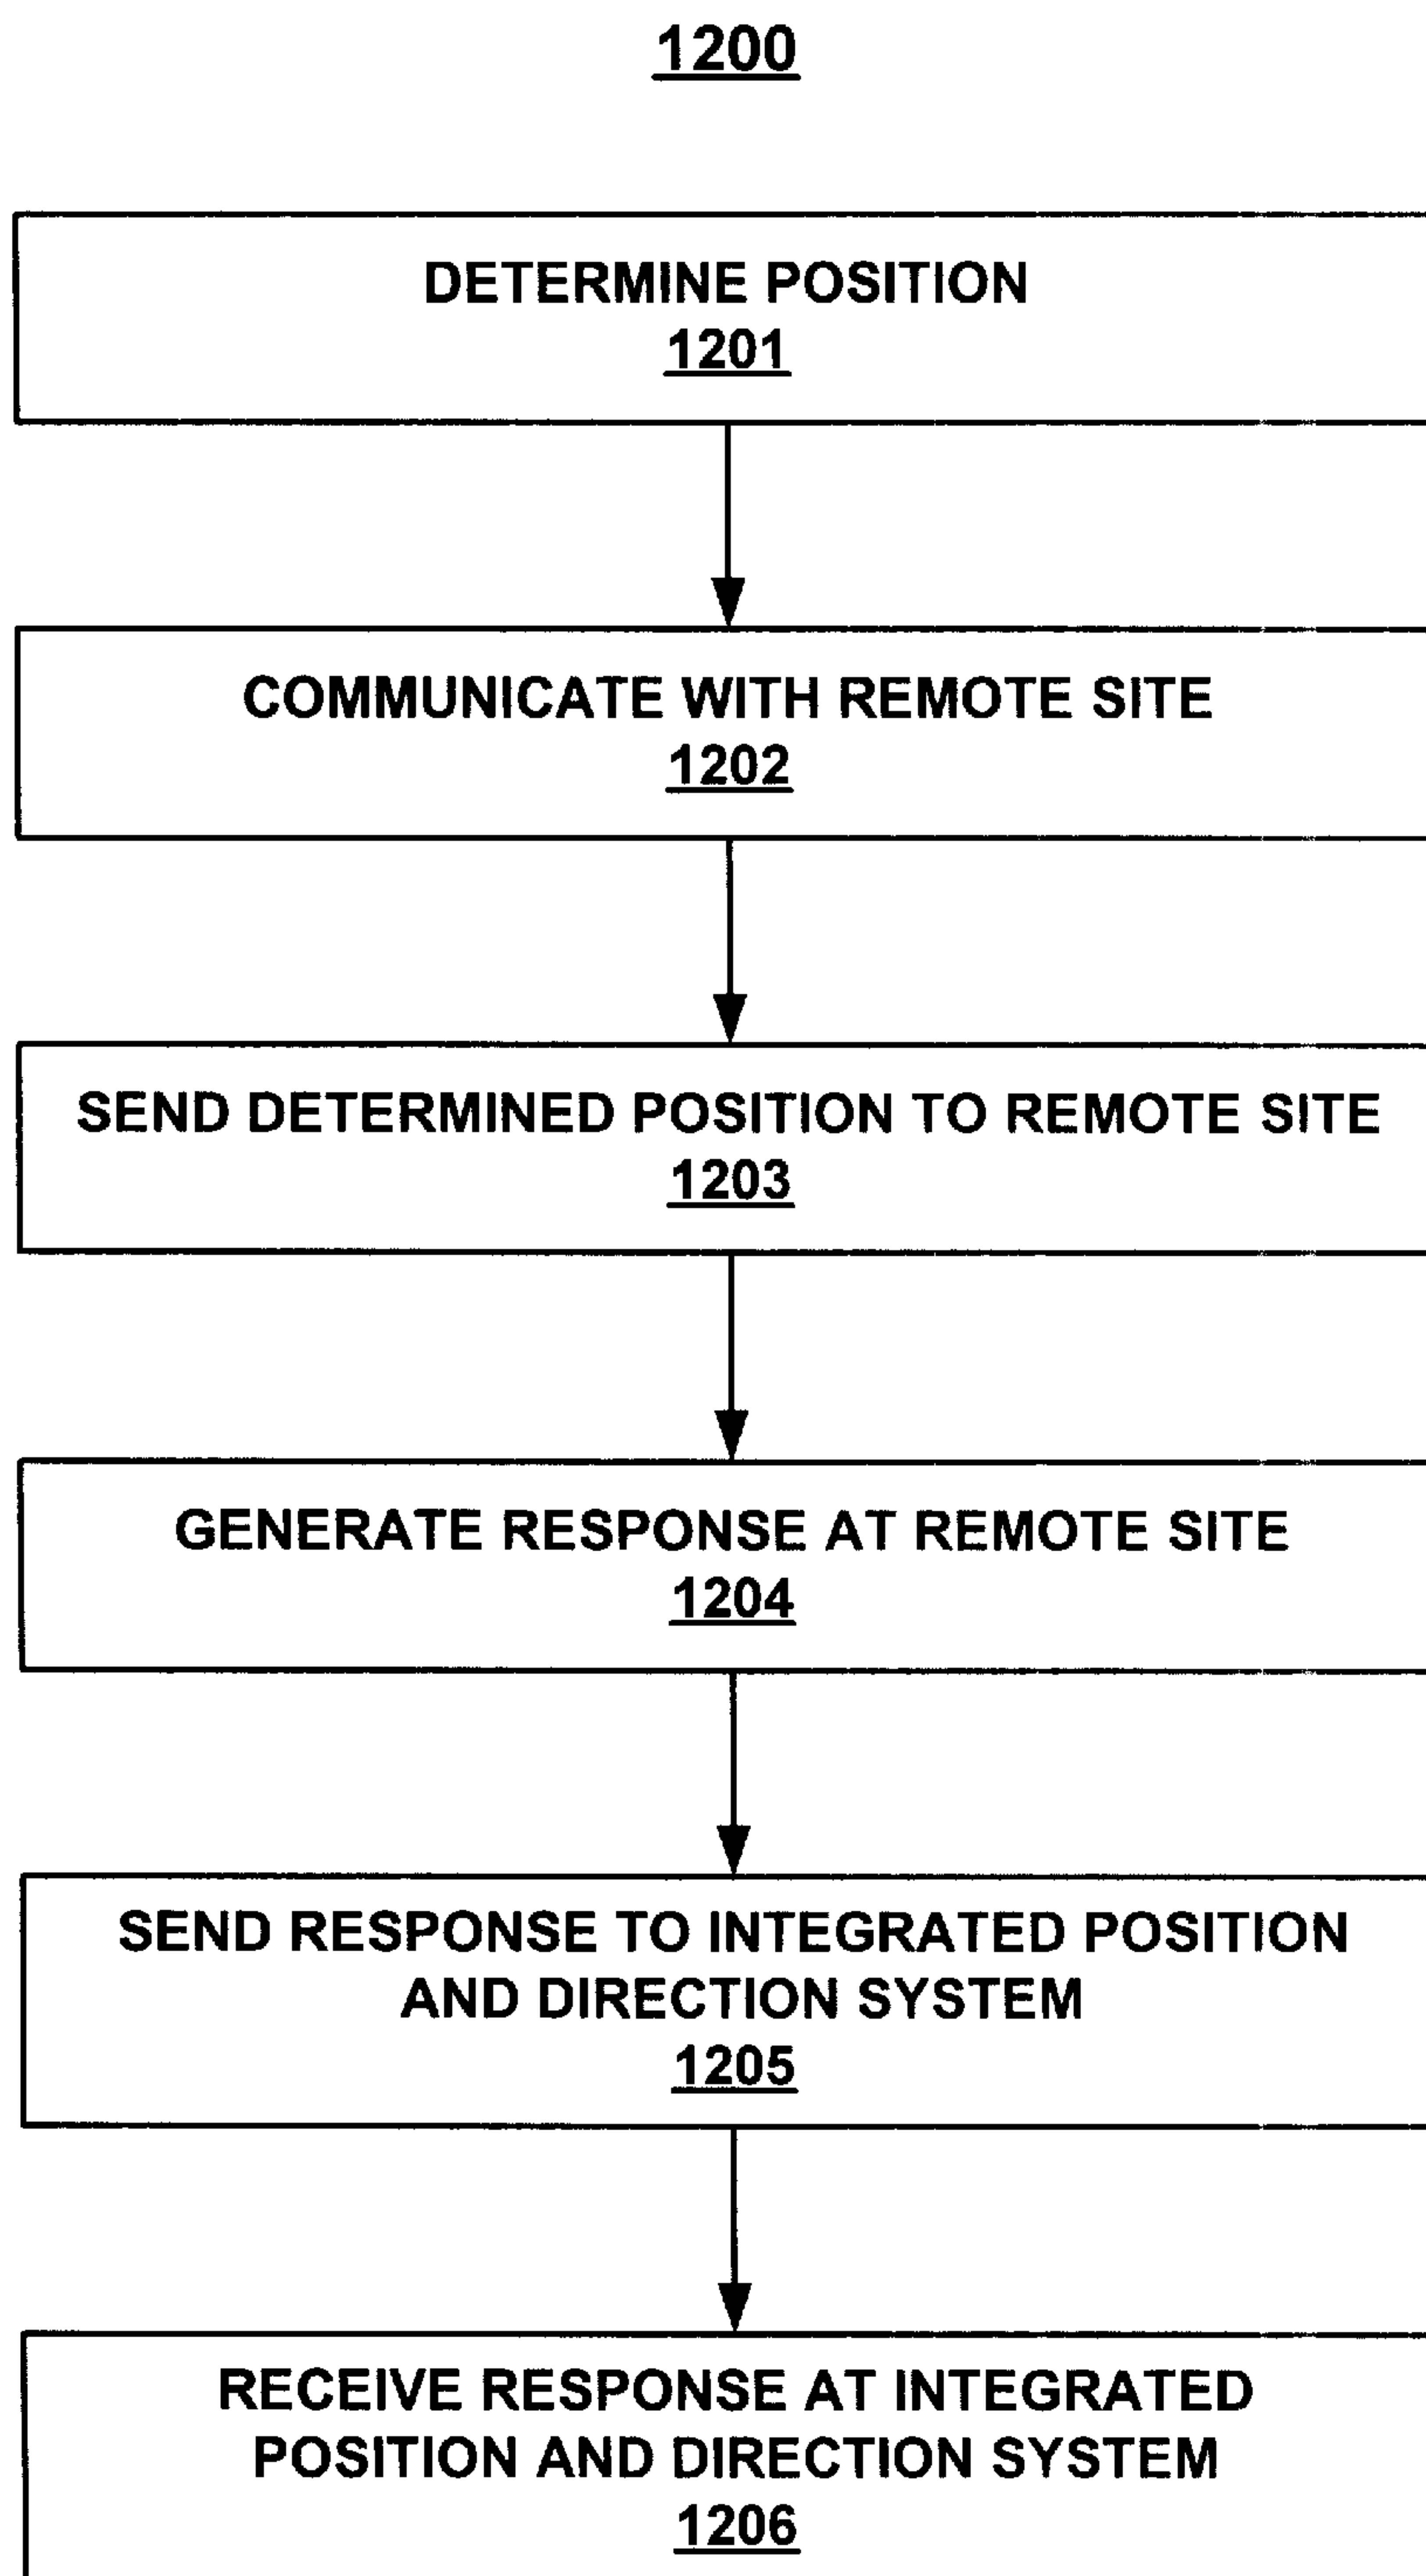 1200
DETERMINE POSITION
1201
COMMUNICATE WITH REMOTE SITE
1202
SEND DETERMINED POSITION TO REMOTE SITE
1203
GENERATE RESPONSE AT REMOTE SITE
1204
SEND RESPONSE TO INTEGRATED POSITION
AND DIRECTION SYSTEM
1205
RECEIVE RESPONSE AT INTEGRATED
POSITION AND DIRECTION SYSTEM
1206